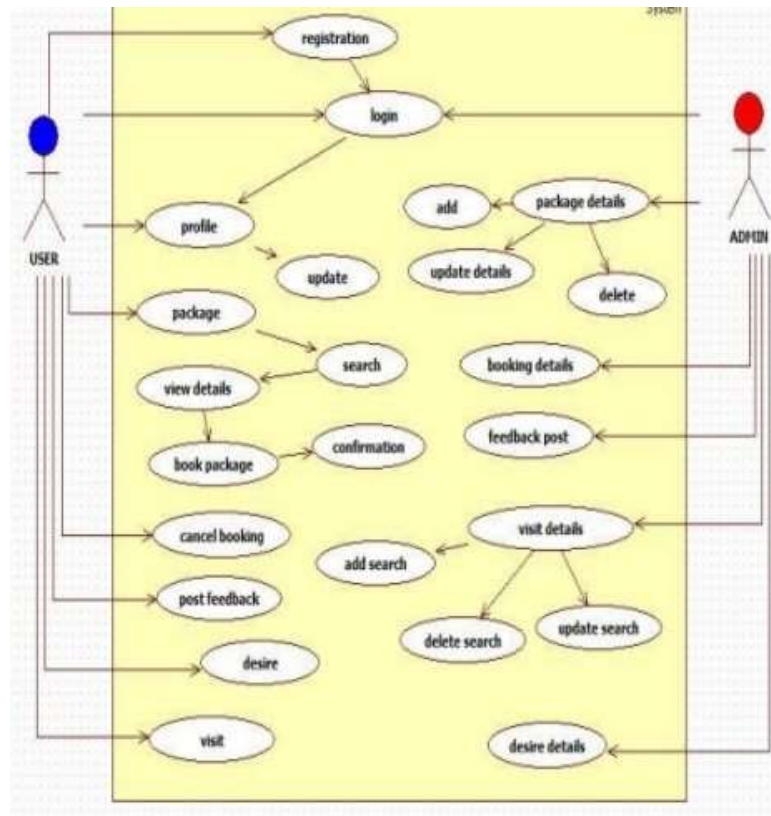 System
registration
login
USER
ADMIN
profile
update
package
search
view details
book package
confirmation
cancel booking
post feedback
desire
visit
add
package details
update details
delete
booking details
feedback post
visit details
add search
delete search
update search
desire details